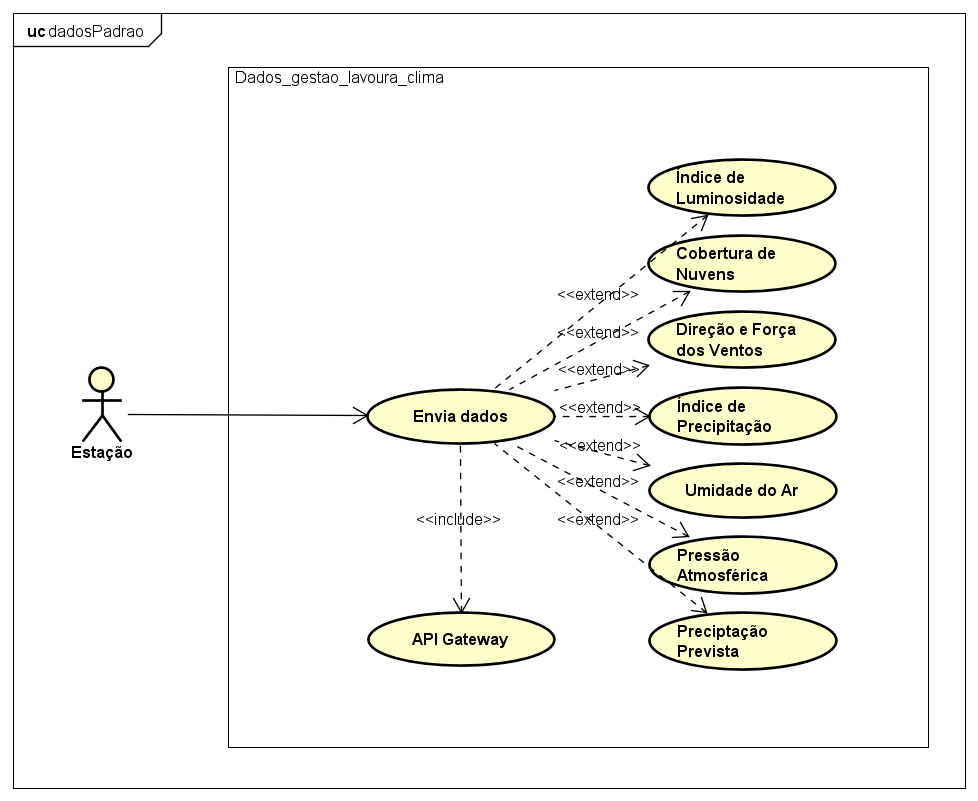 uc dadosPadrao
Dados_gestao_lavoura_clima
Índice de
Luminosidade
Cobertura de
Nuvens
<<extend>>
<<extend>>
Direção e Força
dos Ventos
<<extend>>
Envia dados
<<extend>>
Índice de
Precipitação
Estação
<<extend>>
<<extend>>
Umidade do Ar
<<include>>
<<extend>>
Pressão
Atmosférica
API Gateway
Preciptação
Prevista